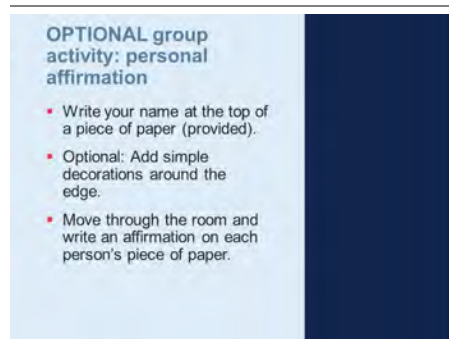 OPTIONAL group
activity: personal
affirmation
▪ Write your name at the top of
a piece of paper (provided).
▪ Optional: Add simple
decorations around the
edge.
▪ Move through the room and
write an affirmation on each
person's piece of paper.